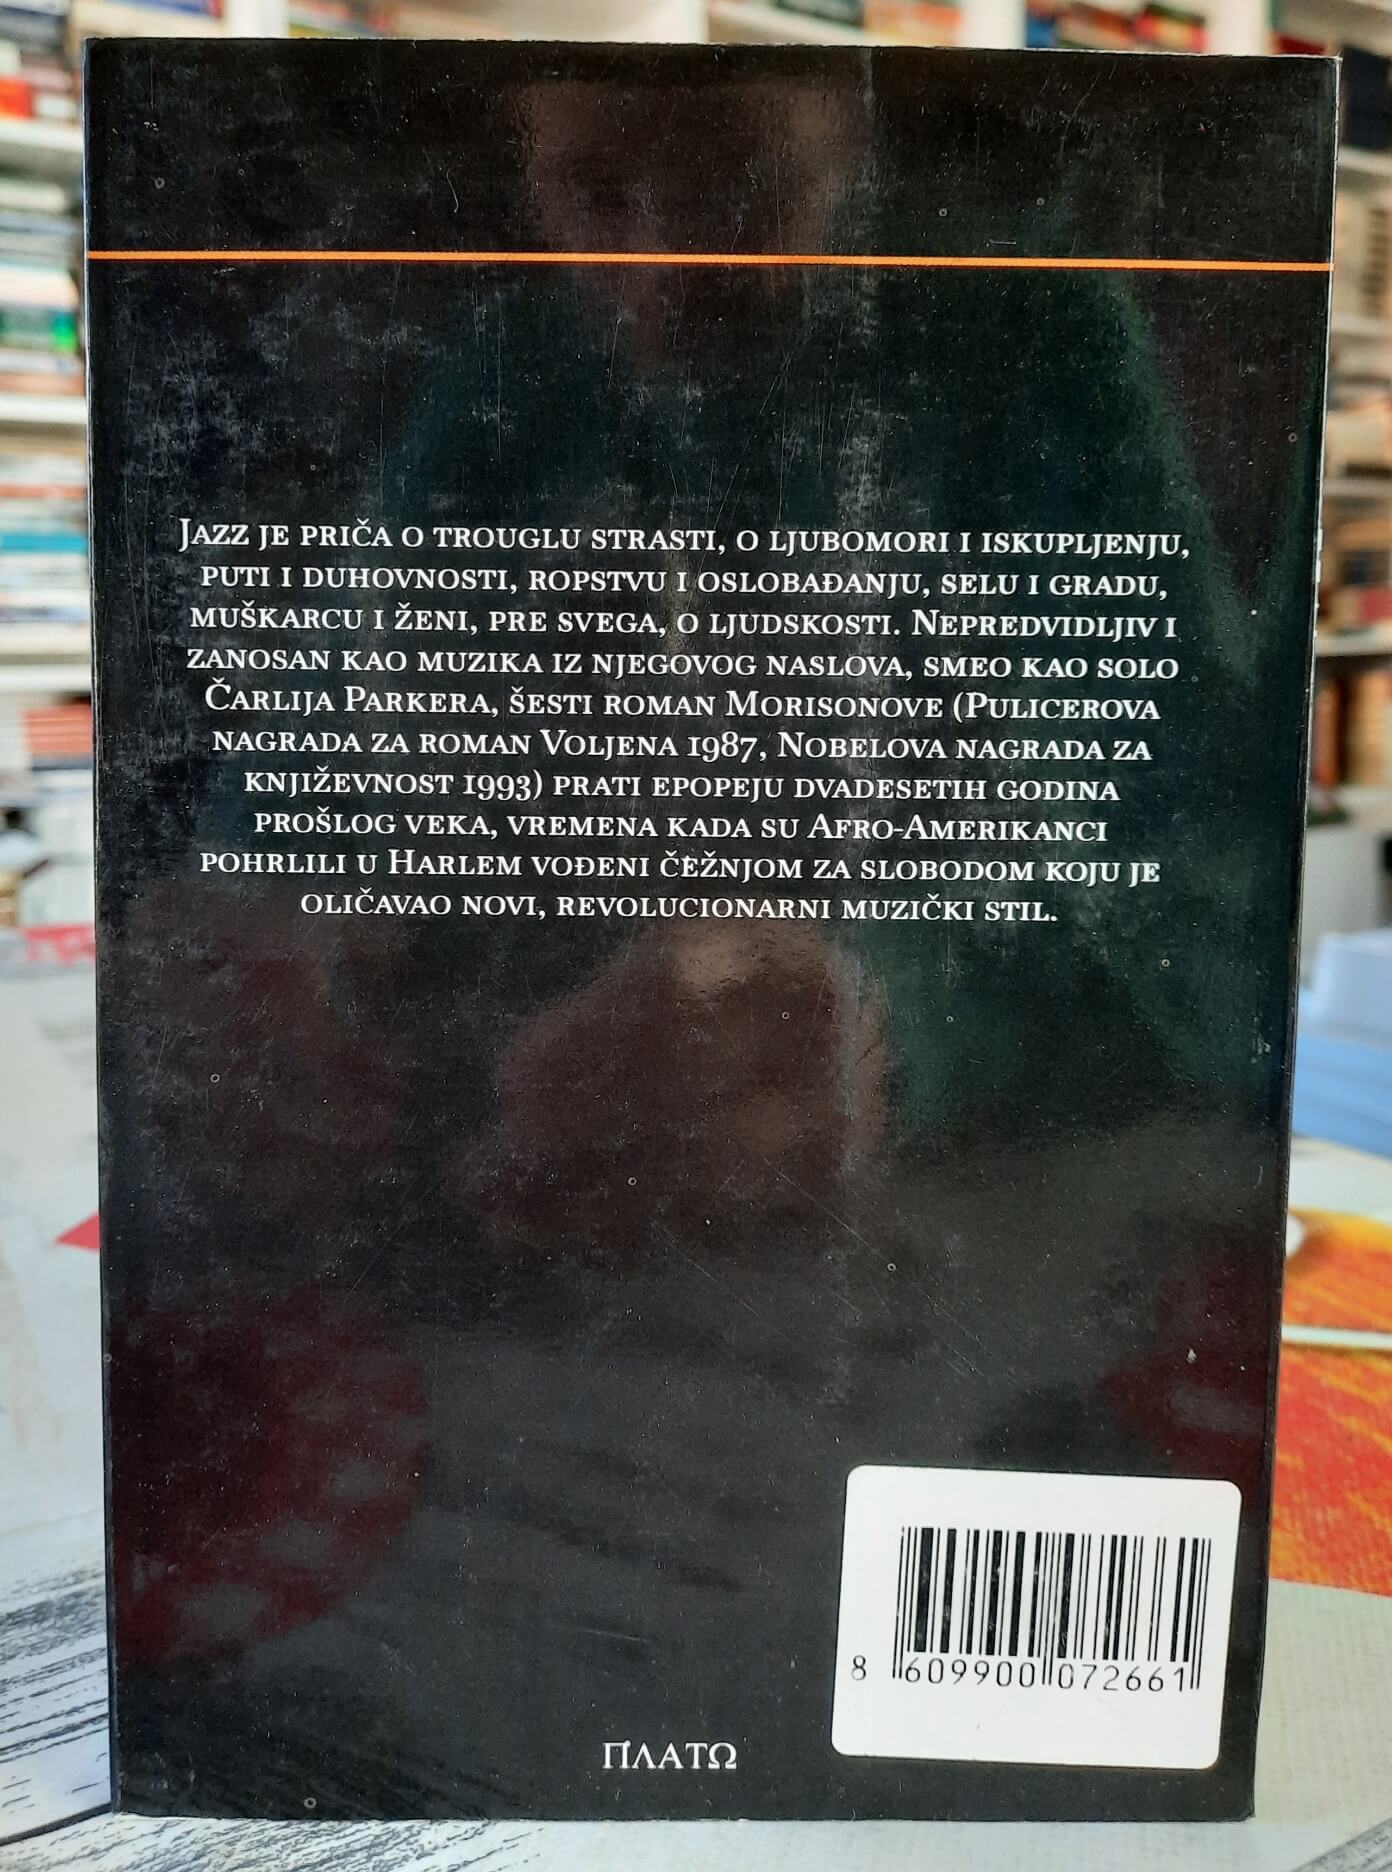 Jazz je priča o trouglu strasti, o ljubomori i iskupljenju,
puti i duhovnosti, ropstvu i oslobađanju, selu i gradu,
muškarcu i ženi, pre svega, o ljudskosti. Nepredvidljiv i
zanosan kao muzika iz njegovog naslova, smeo kao solo
Čarlija Parkera, šesti roman Morisonove (Pulicerova
nagrada za roman Voljena 1987, Nobelova nagrada za
književnost 1993) prati epopeju dvadesetih godina
prošlog veka, vremena kada su Afro-Amerikanci
pohrlili u Harlem vođeni čežnjom za slobodom koju je
oličavao novi, revolucionarni muzički stil.
8 609900 072661
ΠΛΑΤΩ